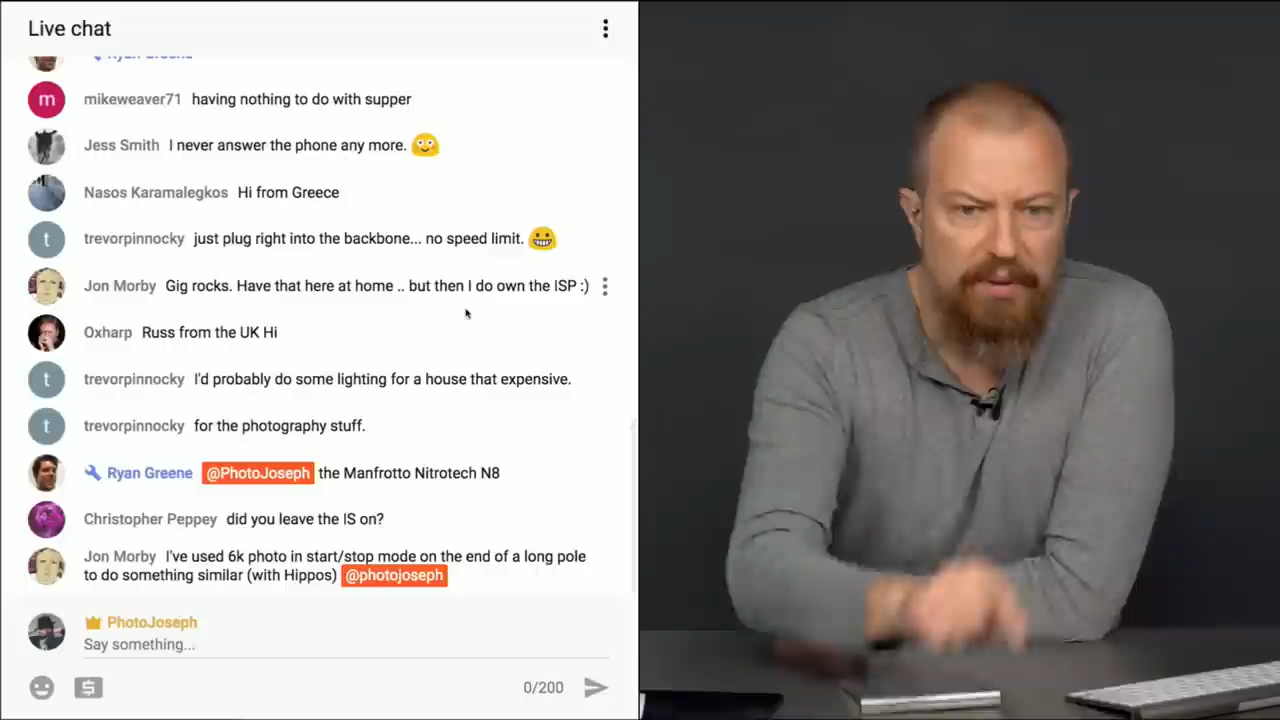 Live chat
Ryan Greene
m mikeweaver71 having nothing to do with supper
Jess Smith I never answer the phone any more.
Nasos Karamalegkos Hi from Greece
t trevorpinnocky just plug right into the backbone... no speed limit.
Jon Morby Gig rocks. Have that here at home .. but then I do own the ISP :)
Oxharp Russ from the UK Hi
t trevorpinnocky I'd probably do some lighting for a house that expensive.
t trevorpinnocky for the photography stuff.
Ryan Greene @PhotoJoseph the Manfrotto Nitrotech N8
Christopher Peppey did you leave the IS on?
Jon Morby I've used 6k photo in start/stop mode on the end of a long pole
to do something similar (with Hippos) @photojoseph
PhotoJoseph
Say something...
$ 0/200